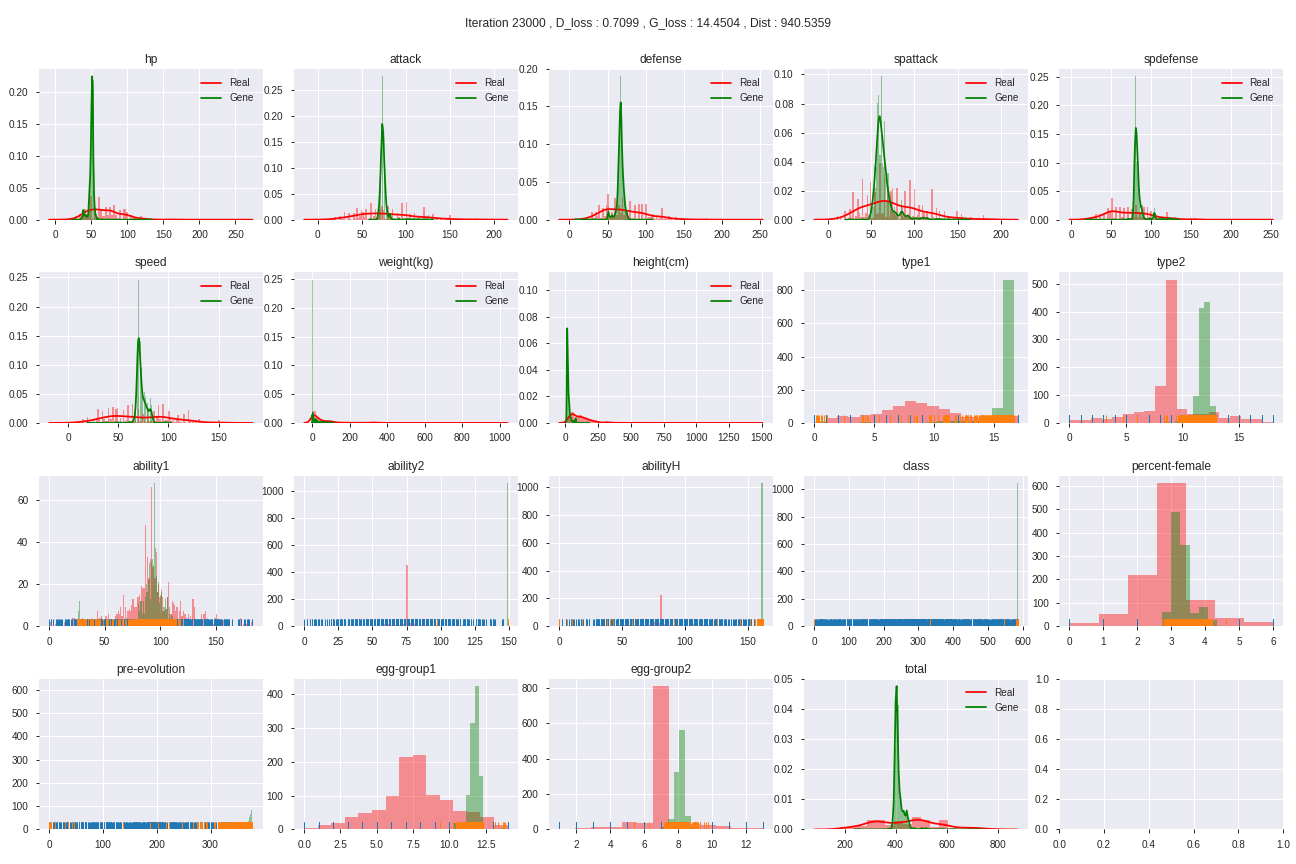 Iteration 23000 , D_loss : 0.7099 , G_loss : 14.4504 , Dist : 940.5359
hp attack defense spattack spdefense
0.20 0.15 0.10 0.05 0.00
Real
Gene
0 50 100 150 200 250
0.25 0.20 0.15 0.10 0.05 0.00
Real
Gene
0 50 100 150 200
0.20 0.15 0.10 0.05 0.00
Real
Gene
0 50 100 150 200 250
0.10 0.08 0.06 0.04 0.02 0.00
Real
Gene
0 50 100 150 200
0.25 0.20 0.15 0.10 0.05 0.00
Real
Gene
0 50 100 150 200 250
speed weight(kg) height(cm) type1 type2
0.25 0.20 0.15 0.10 0.05 0.00
Real
Gene
0 50 100 150
0.25 0.20 0.15 0.10 0.05 0.00
Real
Gene
0 200 400 600 800 1000
0.10 0.08 0.06 0.04 0.02 0.00
Real
Gene
0 250 500 750 1000 1250 1500
800 600 400 200 0
0 5 10 15
500 400 300 200 100 0
0 5 10 15
ability1 ability2 abilityH class percent-female
60 40 20 0
0 50 100 150
1000 800 600 400 200 0
0 25 50 75 100 125 150
1000 800 600 400 200 0
0 50 100 150
1000 800 600 400 200 0
0 100 200 300 400 500 600
600 500 400 300 200 100 0
0 1 2 3 4 5 6
pre-evolution egg-group1 egg-group2 total
600 500 400 300 200 100 0
0 100 200 300
400 300 200 100 0
0.0 2.5 5.0 7.5 10.0 12.5
800 600 400 200 0
2 4 6 8 10 12
0.05 0.04 0.03 0.02 0.01 0.00
Real
Gene
200 400 600 800
1.0 0.8 0.6 0.4 0.2 0.0
0.0 0.2 0.4 0.6 0.8 1.0